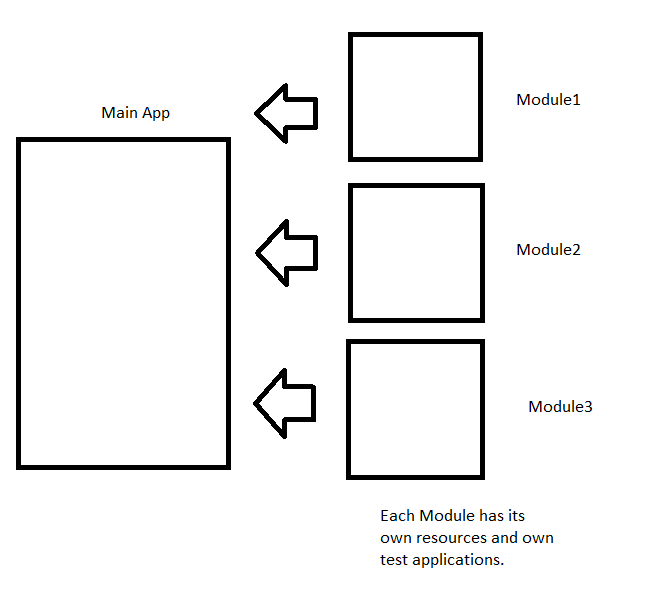 Main App
Module1
Module2
Module3
Each Module has its
own resources and own
test applications.